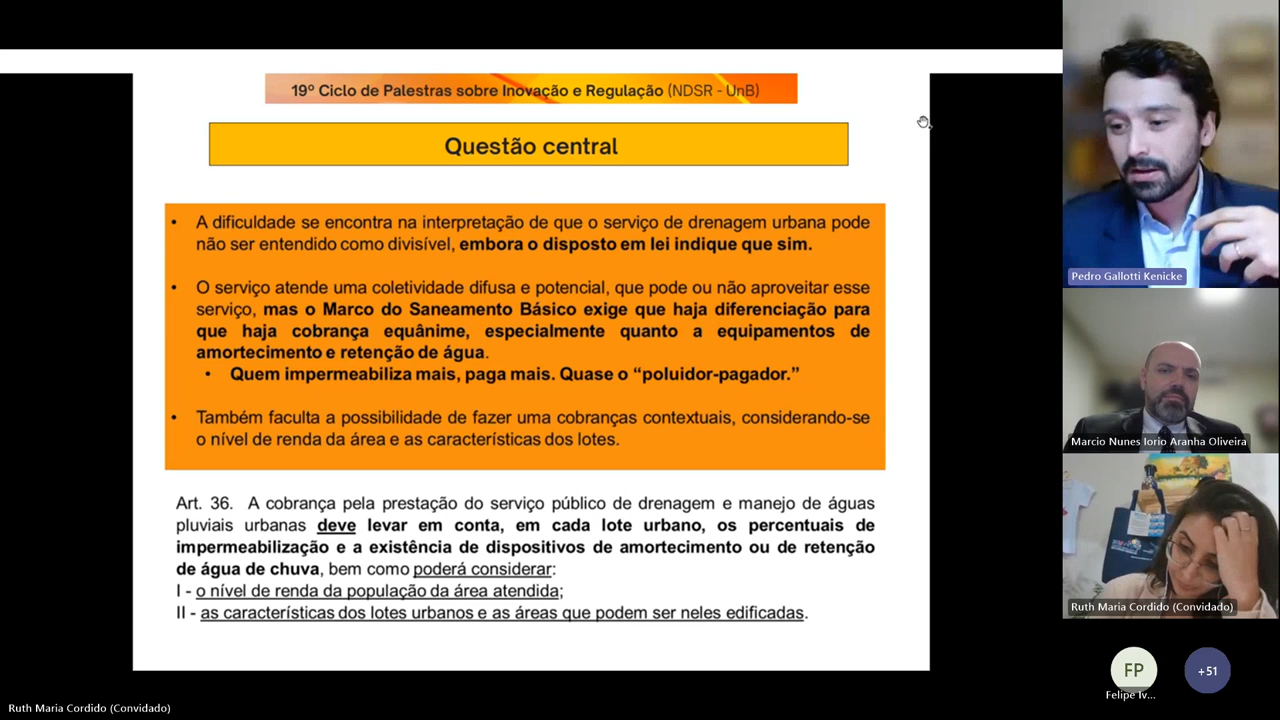 19º Ciclo de Palestras sobre Inovação e Regulação (NDSR - UnB)
Questão central
• A dificuldade se encontra na interpretação de que o serviço de drenagem urbana pode
não ser entendido como divisível, embora o disposto em lei indique que sim.
• O serviço atende uma coletividade difusa e potencial, que pode ou não aproveitar esse
serviço, mas o Marco do Saneamento Básico exige que haja diferenciação para
que haja cobrança equânime, especialmente quanto a equipamentos de
amortecimento e retenção de água.
• Quem impermeabiliza mais, paga mais. Quase o “poluidor-pagador.”
• Também faculta a possibilidade de fazer uma cobranças contextuais, considerando-se
o nível de renda da área e as características dos lotes.
Art. 36. A cobrança pela prestação do serviço público de drenagem e manejo de águas
pluviais urbanas deve levar em conta, em cada lote urbano, os percentuais de
impermeabilização e a existência de dispositivos de amortecimento ou de retenção
de água de chuva, bem como poderá considerar:
I - o nível de renda da população da área atendida;
II - as características dos lotes urbanos e as áreas que podem ser neles edificadas.
Pedro Gallotti Kenicke
Marcio Nunes Iorio Aranha Oliveira
Ruth Maria Cordido (Convidado)
FP
+51
Felipe Iv...
Ruth Maria Cordido (Convidado)